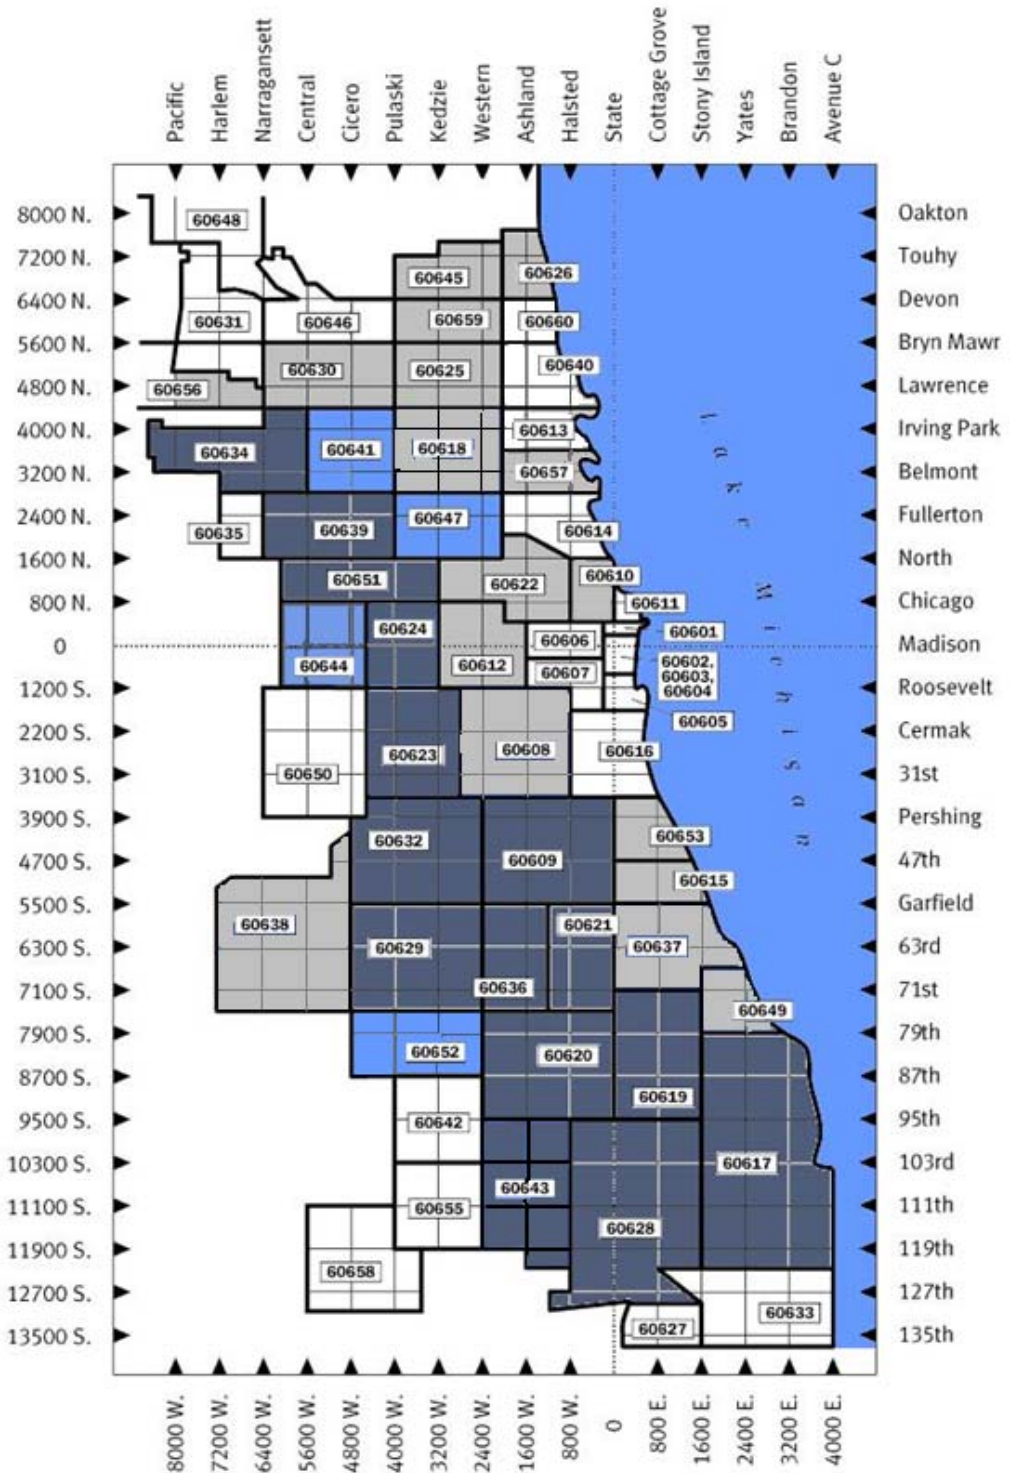 Pacific
Harlem
Narragansett
Central
Cicero
Pulaski
Kedzie
Western
Ashland
Halsted
State
Cottage Grove
Stony Island
Yates
Brandon
Avenue C
8000 N.
Oakton
60648
7200 N.
Touhy
60645
60626
6400 N.
Devon
60631
60646
60659
60660
5600 N.
Bryn Mawr
60630
60625
60640
4800 N.
Lawrence
60656
4000 N.
Irving Park
60613
60634
60641
60618
3200 N.
Belmont
60657
2400 N.
Fullerton
60635
60639
60647
60614
1600 N.
North
60651
60622
60610
800 N.
Chicago
60611
60624
60606
60601
0
Madison
60644
60612
60607
60602,
60603,
60604
1200 S.
Roosevelt
60605
2200 S.
Cermak
60623
60608
60616
3100 S.
31st
60650
3900 S.
Pershing
60632
60653
4700 S.
47th
60609
60615
5500 S.
Garfield
60638
60621
6300 S.
63rd
60629
60637
7100 S.
71st
60636
60649
7900 S.
79th
60652
60620
8700 S.
87th
60619
9500 S.
95th
60642
10300 S.
103rd
60617
60643
11100 S.
111th
60655
60628
11900 S.
119th
60658
12700 S.
127th
60633
60627
13500 S.
135th
Lake Michigan
8000 W.
7200 W.
6400 W.
5600 W.
4800 W.
4000 W.
3200 W.
2400 W.
1600 W.
800 W.
0
800 E.
1600 E.
2400 E.
3200 E.
4000 E.